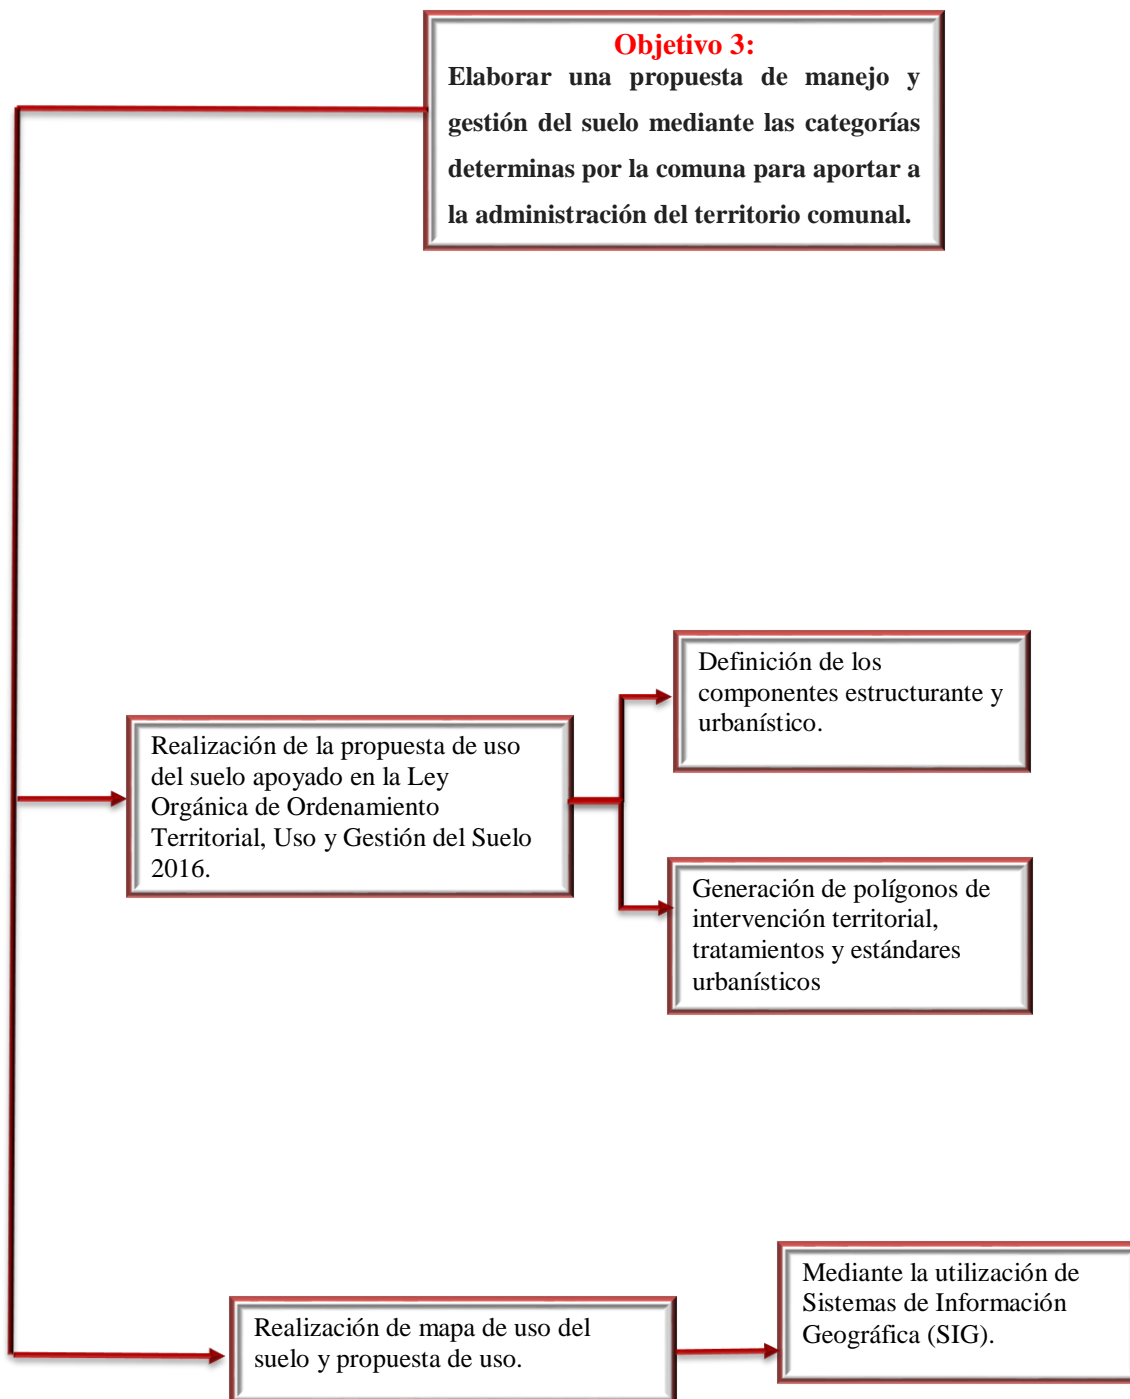 Objetivo 3:
Elaborar una propuesta de manejo y
gestión del suelo mediante las categorías
determinas por la comuna para aportar a
la administración del territorio comunal.
Definición de los
componentes estructurante y
urbanístico.
Realización de la propuesta de uso
del suelo apoyado en la Ley
Orgánica de Ordenamiento
Territorial, Uso y Gestión del Suelo
2016.
Generación de polígonos de
intervención territorial,
tratamientos y estándares
urbanísticos
Mediante la utilización de
Sistemas de Información
Geográfica (SIG).
Realización de mapa de uso del
suelo y propuesta de uso.